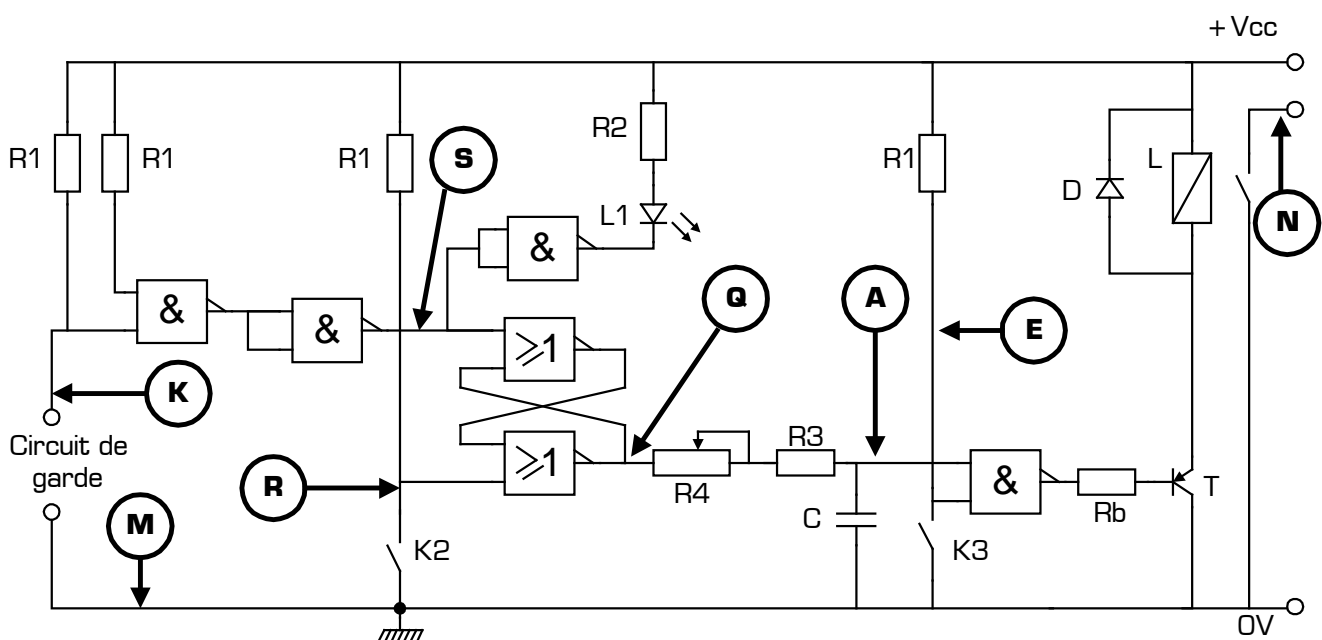 + Vcc
R1
R1
R1
S
R2
R1
D
L
N
L1
&
&
&
Q
A
E
≥1
K
Circuit de
garde
≥1
R3
R
R4
&
M
C
Rb
T
K2
K3
0V